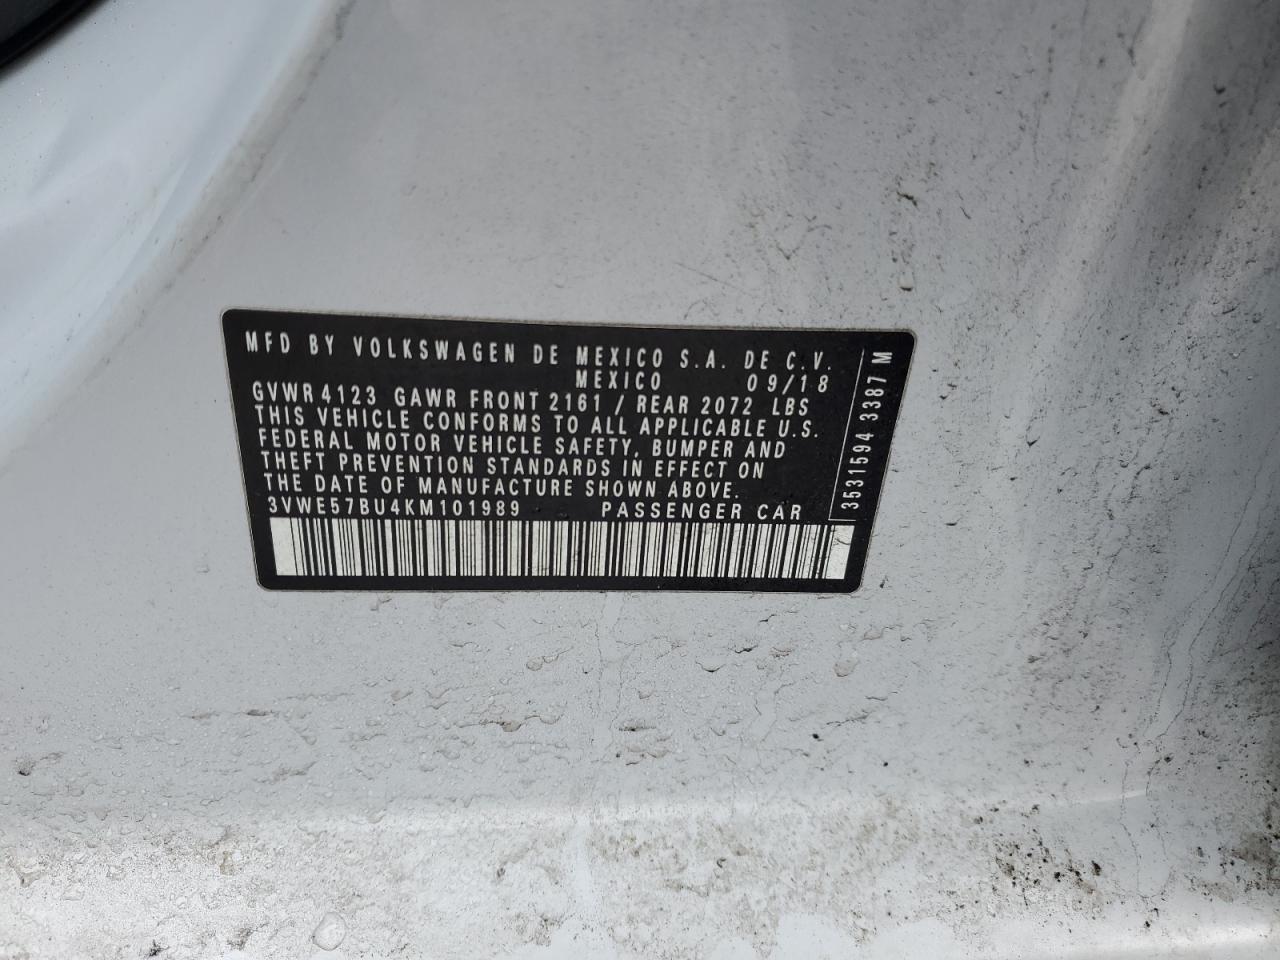 MFD BY VOLKSWAGEN DE MEXICO S.A. DE C.V.
MEXICO 09/18
GVWR 4123 GAWR FRONT 2161 / REAR 2072 LBS
THIS VEHICLE CONFORMS TO ALL APPLICABLE U.S.
FEDERAL MOTOR VEHICLE SAFETY, BUMPER AND
THEFT PREVENTION STANDARDS IN EFFECT ON
THE DATE OF MANUFACTURE SHOWN ABOVE.
3VWE57BU4KM101989 PASSENGER CAR
3531594 3387 M